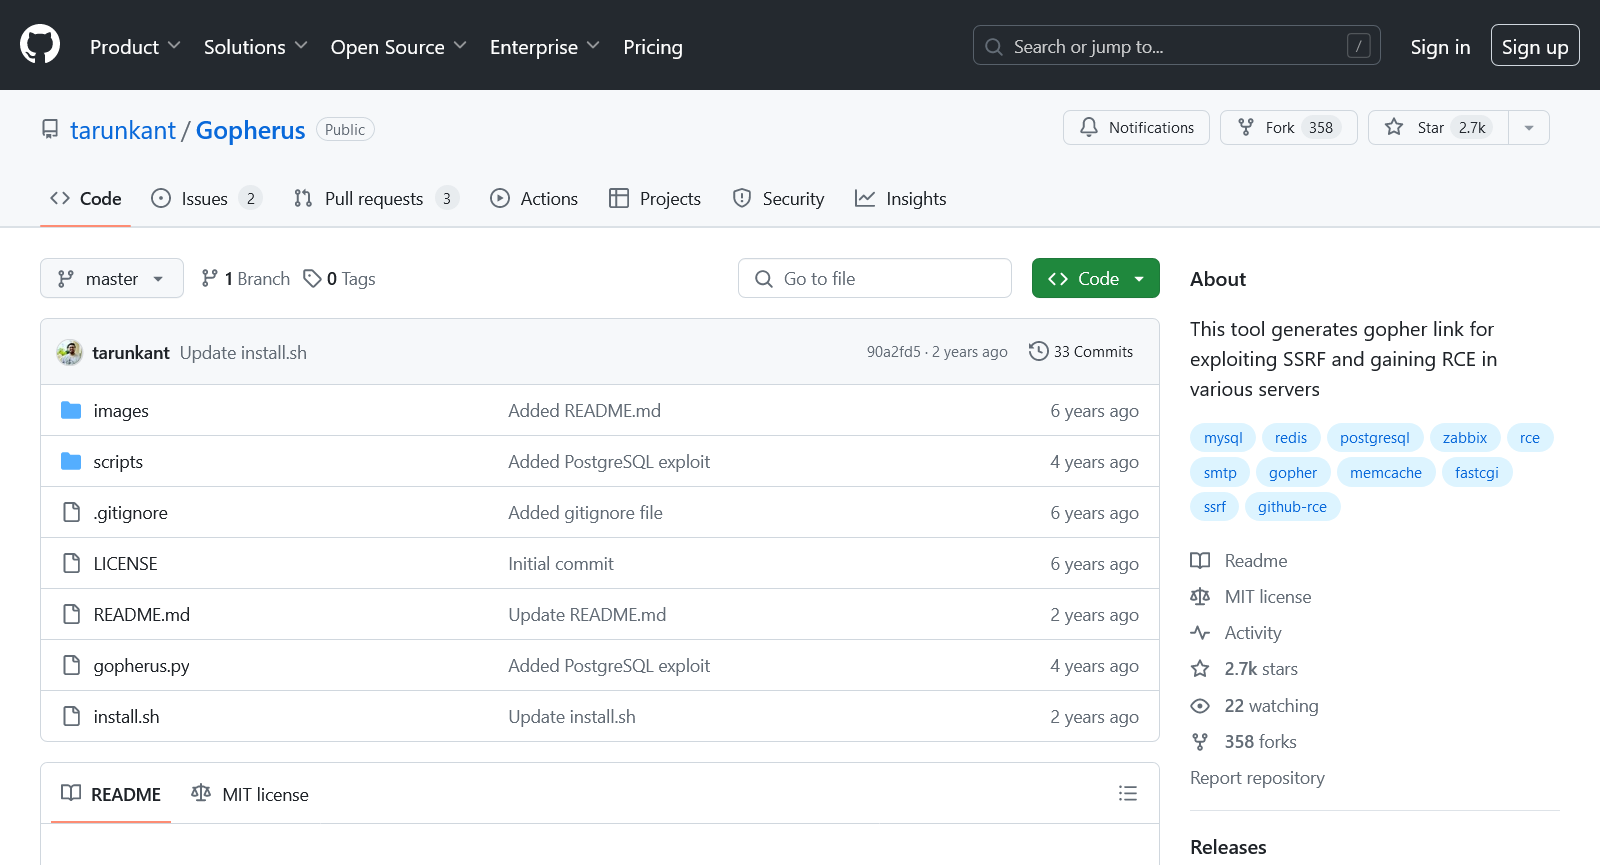 Product Solutions Open Source Enterprise Pricing Search or jump to... / Sign in Sign up
tarunkant / Gopherus Public Notifications Fork 358 Star 2.7k
Code Issues 2 Pull requests 3 Actions Projects Security Insights
master 1 Branch 0 Tags Go to file Code
tarunkant Update install.sh 90a2fd5 · 2 years ago 33 Commits
images Added README.md 6 years ago
scripts Added PostgreSQL exploit 4 years ago
.gitignore Added gitignore file 6 years ago
LICENSE Initial commit 6 years ago
README.md Update README.md 2 years ago
gopherus.py Added PostgreSQL exploit 4 years ago
install.sh Update install.sh 2 years ago
README MIT license
About
This tool generates gopher link for
exploiting SSRF and gaining RCE in
various servers
mysql redis postgresql zabbix rce
smtp gopher memcache fastcgi
ssrf github-rce
Readme
MIT license
Activity
2.7k stars
22 watching
358 forks
Report repository
Releases